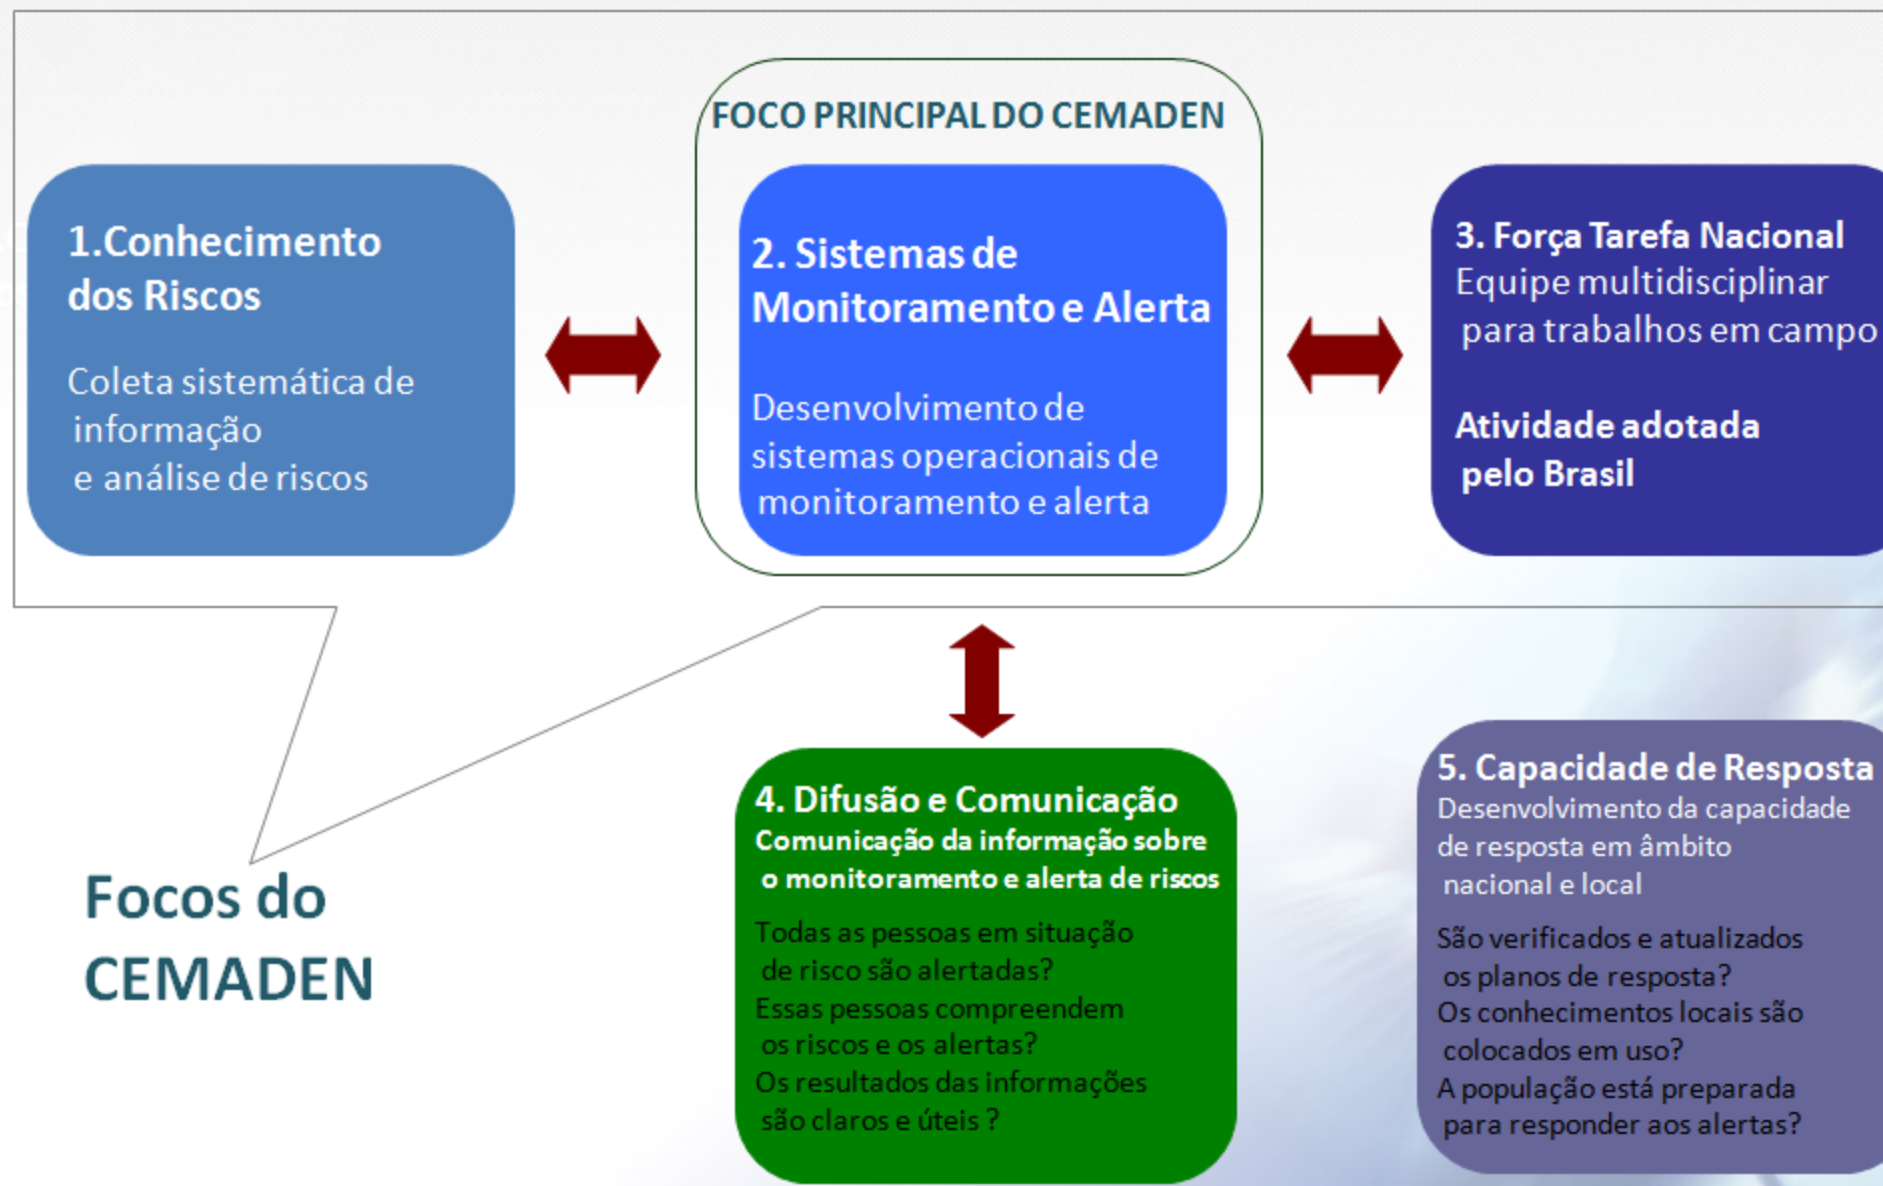 FOCO PRINCIPAL DO CEMADEN
1.Conhecimento
dos Riscos
Coleta sistemática de
informação
e análise de riscos
2. Sistemas de
Monitoramento e Alerta
Desenvolvimento de
sistemas operacionais de
monitoramento e alerta
3. Força Tarefa Nacional
Equipe multidisciplinar
para trabalhos em campo
Atividade adotada
pelo Brasil
Focos do
CEMADEN
4. Difusão e Comunicação
Comunicação da informação sobre
o monitoramento e alerta de riscos
Todas as pessoas em situação
de risco são alertadas?
Essas pessoas compreendem
os riscos e os alertas?
Os resultados das informações
são claros e úteis ?
5. Capacidade de Resposta
Desenvolvimento da capacidade
de resposta em âmbito
nacional e local
São verificados e atualizados
os planos de resposta?
Os conhecimentos locais são
colocados em uso?
A população está preparada
para responder aos alertas?